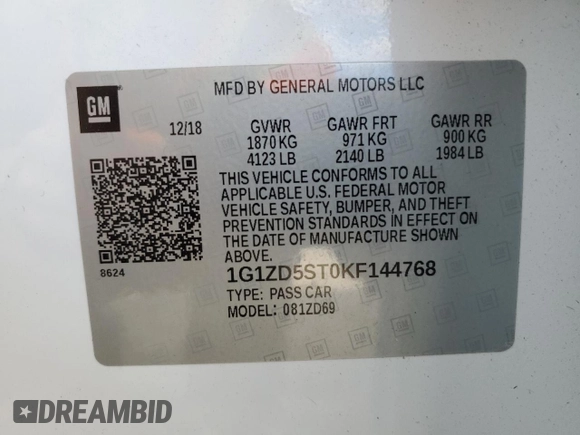 MFD BY GENERAL MOTORS LLC
GM
12/18
GVWR GAWR FRT GAWR RR
1870 KG 971 KG 900 KG
4123 LB 2140 LB 1984 LB
THIS VEHICLE CONFORMS TO ALL
APPLICABLE U.S. FEDERAL MOTOR
VEHICLE SAFETY, BUMPER, AND THEFT
PREVENTION STANDARDS IN EFFECT ON
THE DATE OF MANUFACTURE SHOWN
ABOVE.
8624
1G1ZD5ST0KF144768
TYPE: PASS CAR
MODEL: 081ZD69
DREAMBID